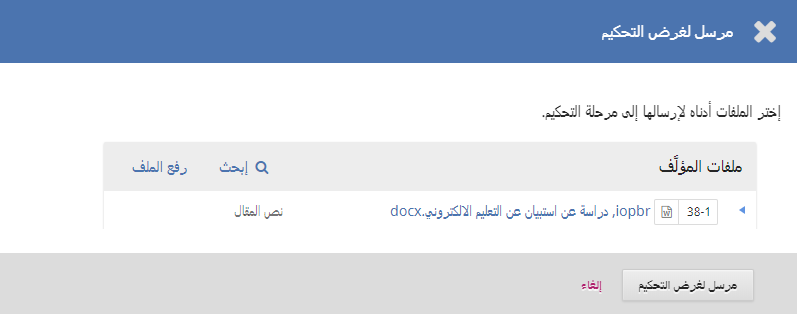 مرسل لغرض التحكيم
إختر الملفات أدناه لإرسالها إلى مرحلة التحكيم.
ملفات المؤلَّف إبحث رفع الملف
38-1 iopbr, دراسة عن استبيان عن التعليم الالكتروني.docx نص المقال
مرسل لغرض التحكيم إلغاء